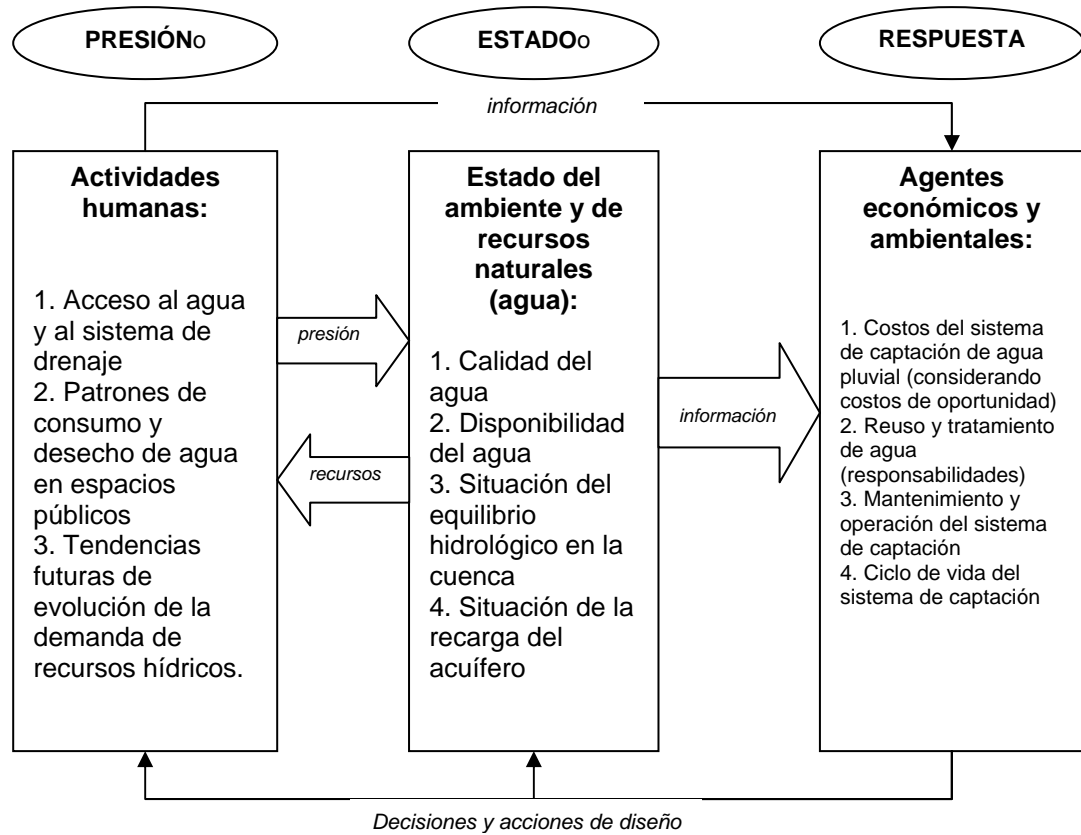 PRESIÓNo
ESTADOo
RESPUESTA
información
Actividades
humanas:
1. Acceso al agua
y al sistema de
drenaje
2. Patrones de
consumo y
desecho de agua
en espacios
públicos
3. Tendencias
futuras de
evolución de la
demanda de
recursos hídricos.
presión
recursos
Estado del
ambiente y de
recursos
naturales
(agua):
1. Calidad del
agua
2. Disponibilidad
del agua
3. Situación del
equilibrio
hidrológico en la
cuenca
4. Situación de la
recarga del
acuífero
información
Agentes
económicos y
ambientales:
1. Costos del sistema
de captación de agua
pluvial (considerando
costos de oportunidad)
2. Reuso y tratamiento
de agua
(responsabilidades)
3. Mantenimiento y
operación del sistema
de captación
4. Ciclo de vida del
sistema de captación
Decisiones y acciones de diseño